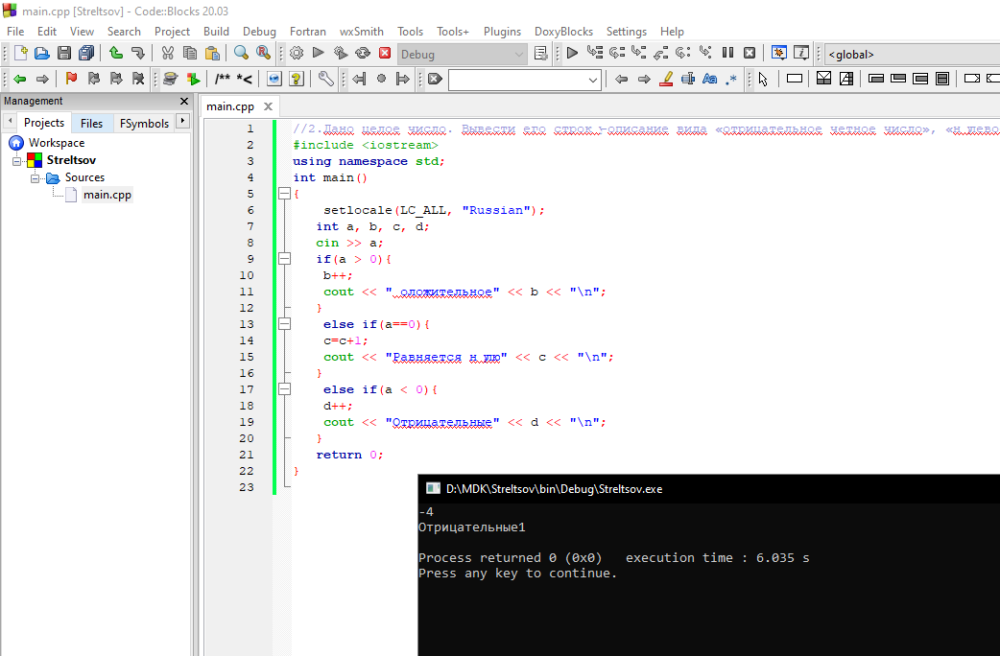 main.cpp [Streltsov] - Code::Blocks 20.03
File Edit View Search Project Build Debug Fortran wxSmith Tools Tools+ Plugins DoxyBlocks Settings Help
Debug
<global>
/** *<
Aa .*
Management
main.cpp
Projects Files FSymbols
Workspace
Streltsov
Sources
main.cpp
1 //2.Дано целое число. Вывести его описание вида «отрицательное четное число»,
2 #include <iostream>
3 using namespace std;
4 int main()
5 {
6 setlocale(LC_ALL, "Russian");
7 int a, b, c, d;
8 cin >> a;
9 if(a > 0){
10 b++;
11 cout << " оложительное" << b << "\n";
12 }
13 else if(a==0){
14 c=c+1;
15 cout << "Равняется н лю" << c << "\n";
16 }
17 else if(a < 0){
18 d++;
19 cout << "Отрицательные" << d << "\n";
20 }
21 return 0;
22 }
23
D:\MDK\Streltsov\bin\Debug\Streltsov.exe
-4
Отрицательные1
Process returned 0 (0x0) execution time : 6.035 s
Press any key to continue.